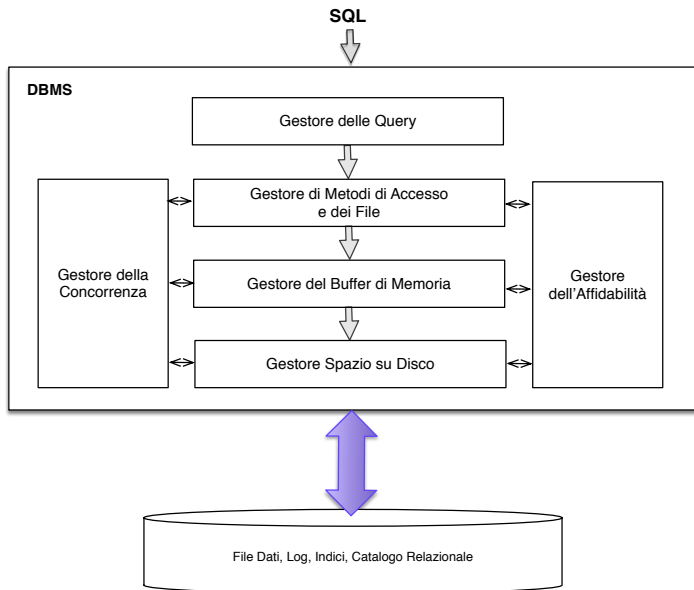 SQL
DBMS
Gestore delle Query
Gestore di Metodi di Accesso
e dei File
Gestore della
Concorrenza
Gestore del Buffer di Memoria
Gestore
dell'Affidabilità
Gestore Spazio su Disco
File Dati, Log, Indici, Catalogo Relazionale